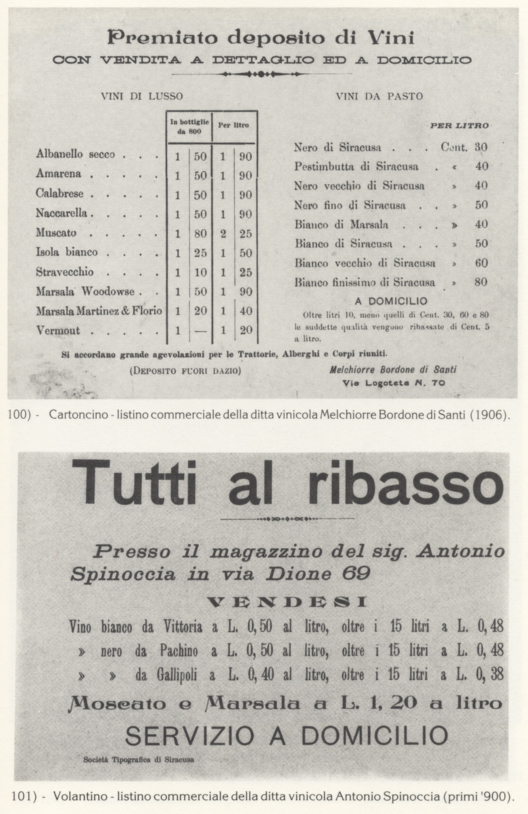 Premiato deposito di Vini
CON VENDITA A DETTAGLIO ED A DOMICILIO
VINI DI LUSSO
In bottiglie da 800 Per litro
Albanello secco . . . 1 50 1 90
Amarena . . . . . 1 50 1 90
Calabrese . . . . . 1 50 1 90
Naccarella . . . . . 1 50 1 90
Muscato . . . . . 1 80 2 25
Isola bianco . . . . 1 25 1 50
Stravecchio . . . . 1 10 1 25
Marsala Woodowse . . 1 50 1 90
Marsala Martinez & Florio 1 20 1 40
Vermout . . . . . 1 — 1 20
VINI DA PASTO
PER LITRO
Nero di Siracusa . . . Cent. 30
Pestimbutta di Siracusa . « 40
Nero vecchio di Siracusa » 40
Nero fino di Siracusa . . » 50
Bianco di Marsala . . . » 40
Bianco di Siracusa . . . » 50
Bianco vecchio di Siracusa » 60
Bianco finissimo di Siracusa » 80
A DOMICILIO
Oltre litri 10, meno quelli di Cent. 30, 60 e 80
le suddette qualità vengono ribassate di Cent. 5
a litro.
Si accordano grande agevolazioni per le Trattorie, Alberghi e Corpi riuniti.
(DEPOSITO FUORI DAZIO)
Melchiorre Bordone di Santi
Via Logoteta N. 70
100) - Cartoncino - listino commerciale della ditta vinicola Melchiorre Bordone di Santi (1906).
Tutti al ribasso
Presso il magazzino del sig. Antonio
Spinoccia in via Dione 69
VENDESI
Vino bianco da Vittoria a L. 0,50 al litro, oltre i 15 litri a L. 0,48
» nero da Pachino a L. 0,50 al litro, oltre i 15 litri a L. 0,48
» » da Gallipoli a L. 0,40 al litro, oltre i 15 litri a L. 0,38
Moscato e Marsala a L. 1,20 a litro
SERVIZIO A DOMICILIO
Società Tipografica di Siracusa
101) - Volantino - listino commerciale della ditta vinicola Antonio Spinoccia (primi '900).